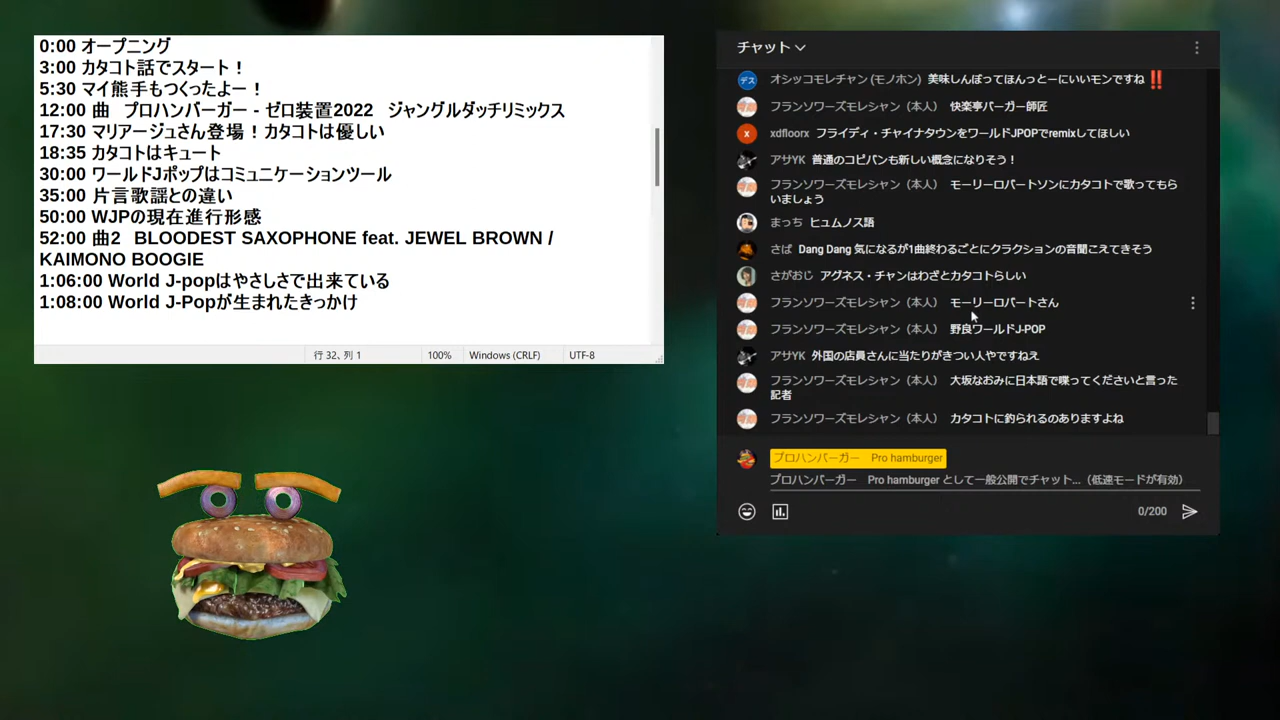 0:00 オープニング
3:00 カタコト話でスタート！
5:30 マイ熊手もつくったよー！
12:00 曲　プロハンバーガー - ゼロ装置2022　ジャングルダッチリミックス
17:30 マリアージュさん登場！カタコトは優しい
18:35 カタコトはキュート
30:00 ワールドJポップはコミュニケーションツール
35:00 片言歌謡との違い
50:00 WJPの現在進行形感
52:00 曲2　BLOODEST SAXOPHONE feat. JEWEL BROWN /
KAIMONO BOOGIE
1:06:00 World J-popはやさしさで出来ている
1:08:00 World J-Popが生まれたきっかけ
行 32、列 1
100%
Windows (CRLF)
UTF-8
チャット
デス
オシッコモレチャン (モノホン) 美味しんぼってほんっとーにいいモンですね‼
フランソワーズモレシャン（本人） 快楽亭バーガー師匠
x
xdfloorx フライディ・チャイナタウンをワールドJPOPでremixしてほしい
アサYK 普通のコピバンも新しい概念になりそう！
フランソワーズモレシャン（本人） モーリーロバートソンにカタコトで歌ってもら
いましょう
まっち ヒュムノス語
さば Dang Dang 気になるが1曲終わるごとにクラクションの音聞こえてきそう
さがおじ アグネス・チャンはわざとカタコトらしい
フランソワーズモレシャン（本人） モーリーロバートさん
フランソワーズモレシャン（本人） 野良ワールドJ-POP
アサYK 外国の店員さんに当たりがきつい人やですねえ
フランソワーズモレシャン（本人） 大坂なおみに日本語で喋ってくださいと言った
記者
フランソワーズモレシャン（本人） カタコトに釣られるのありますよね
プロハンバーガー　Pro hamburger
プロハンバーガー　Pro hamburger として一般公開でチャット...（低速モードが有効）
0/200